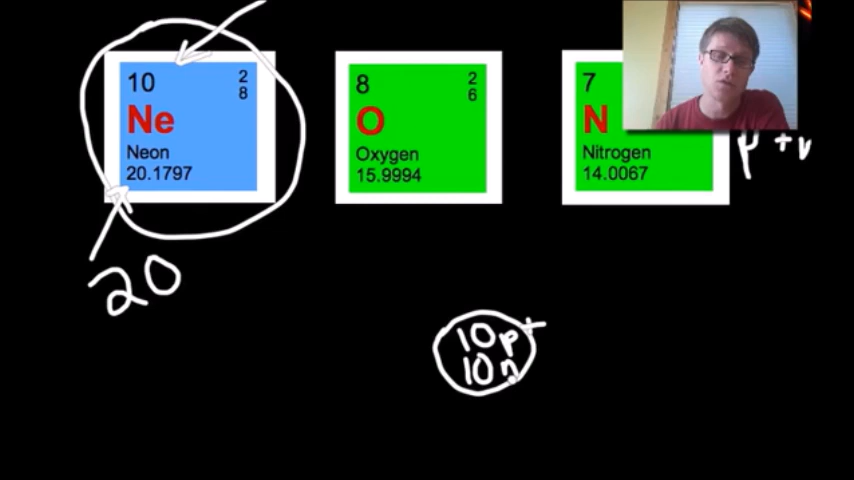 10 2
8
Ne
Neon
20.1797
8 2
6
O
Oxygen
15.9994
7
N
Nitrogen
14.0067
20
10p+
10n